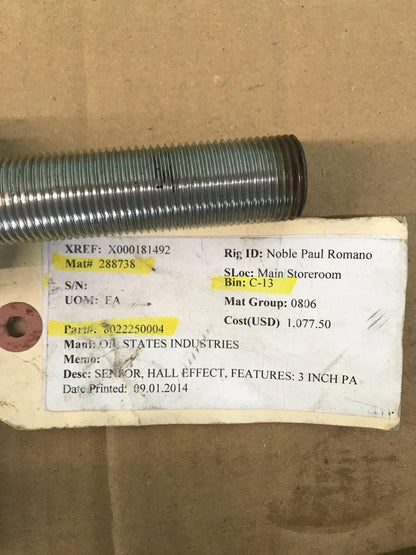 XREF: X000181492
Rig ID: Noble Paul Romano
Mat# 288738
SLoc: Main Storeroom
S/N:
Bin: C-13
UOM: EA
Mat Group: 0806
Part#: 8022250004
Cost(USD) 1,077.50
Manf: OIL STATES INDUSTRIES
Memo:
Desc: SENSOR, HALL EFFECT, FEATURES: 3 INCH PA
Date Printed: 09.01.2014